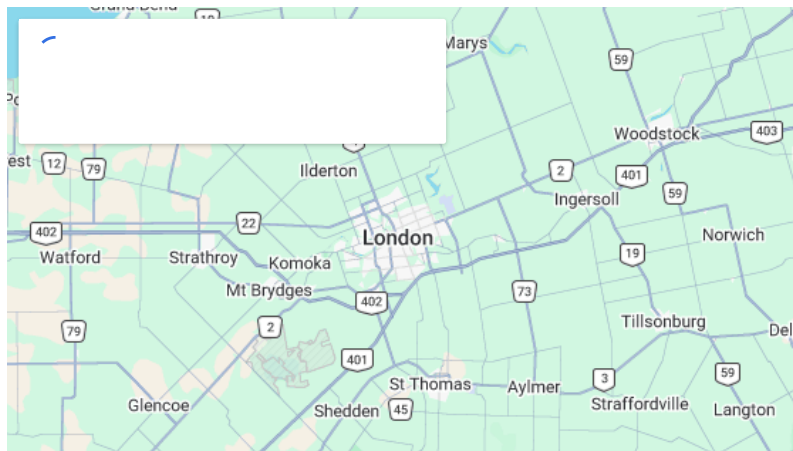 Grand Bend
Marys
59
Woodstock
403
est
12
79
Ilderton
2
401
59
Ingersoll
22
402
London
Norwich
Watford
Strathroy
Komoka
19
Mt Brydges
402
73
79
2
Tillsonburg
Del
401
St Thomas
Aylmer
3
59
Glencoe
Shedden
45
Straffordville
Langton